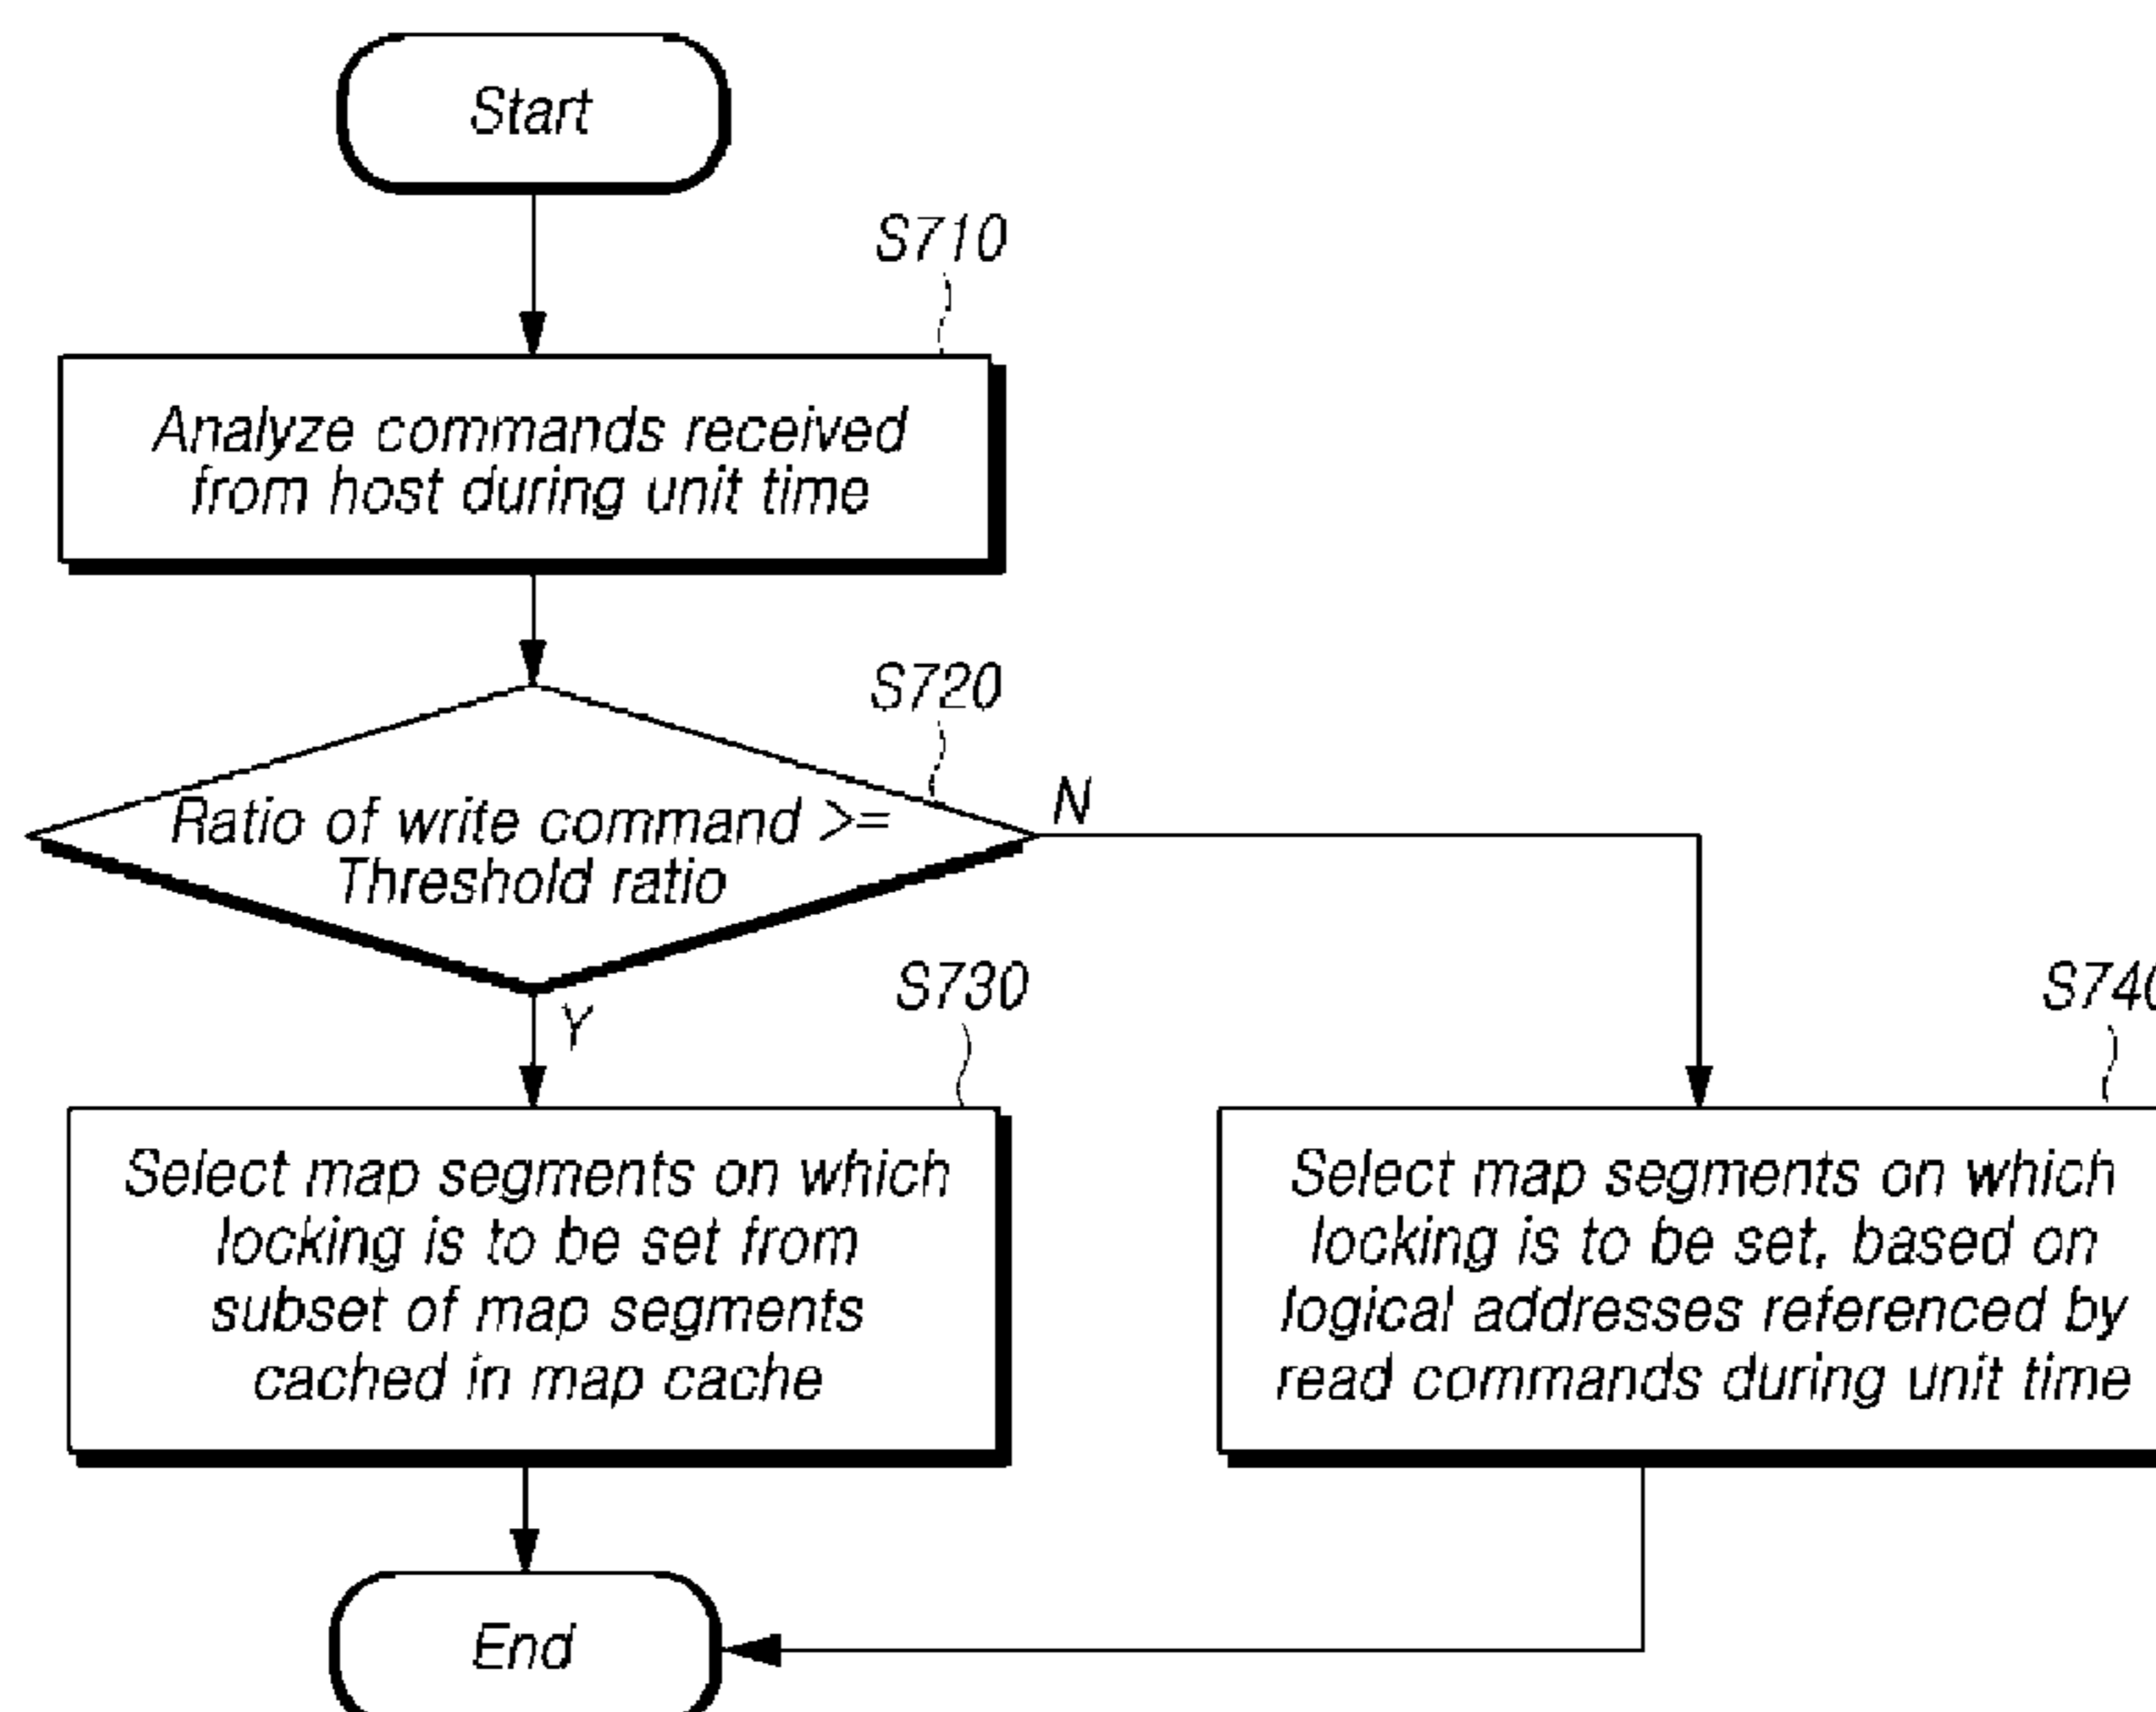 Start
S710
Analyze commands received
from host during unit time
S720
Ratio of write command >=
Threshold ratio
N
Y
S730
Select map segments on which
locking is to be set from
subset of map segments
cached in map cache
S740
Select map segments on which
locking is to be set, based on
logical addresses referenced by
read commands during unit time
End